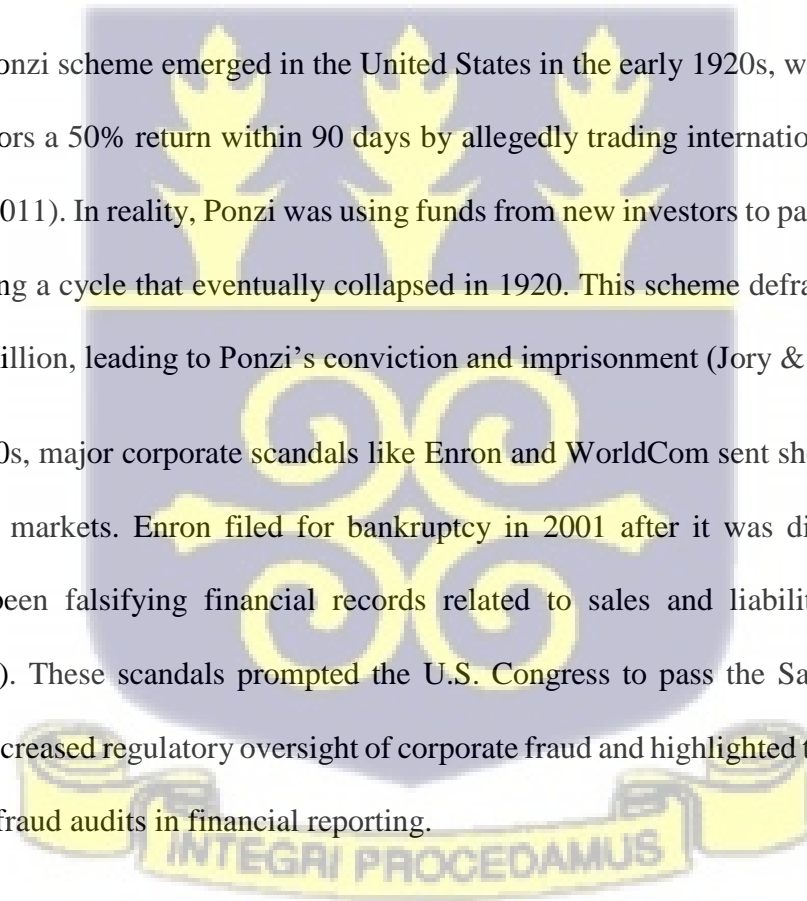 onzi scheme emerged in the United States in the early 1920s, w
ors a 50% return within 90 days by allegedly trading internatio
011). In reality, Ponzi was using funds from new investors to pa
ng a cycle that eventually collapsed in 1920. This scheme defra
illion, leading to Ponzi’s conviction and imprisonment (Jory &
0s, major corporate scandals like Enron and WorldCom sent sh
markets. Enron filed for bankruptcy in 2001 after it was di
been falsifying financial records related to sales and liabilit
). These scandals prompted the U.S. Congress to pass the Sa
creased regulatory oversight of corporate fraud and highlighted t
fraud audits in financial reporting.
INTEGRI PROCEDAMUS